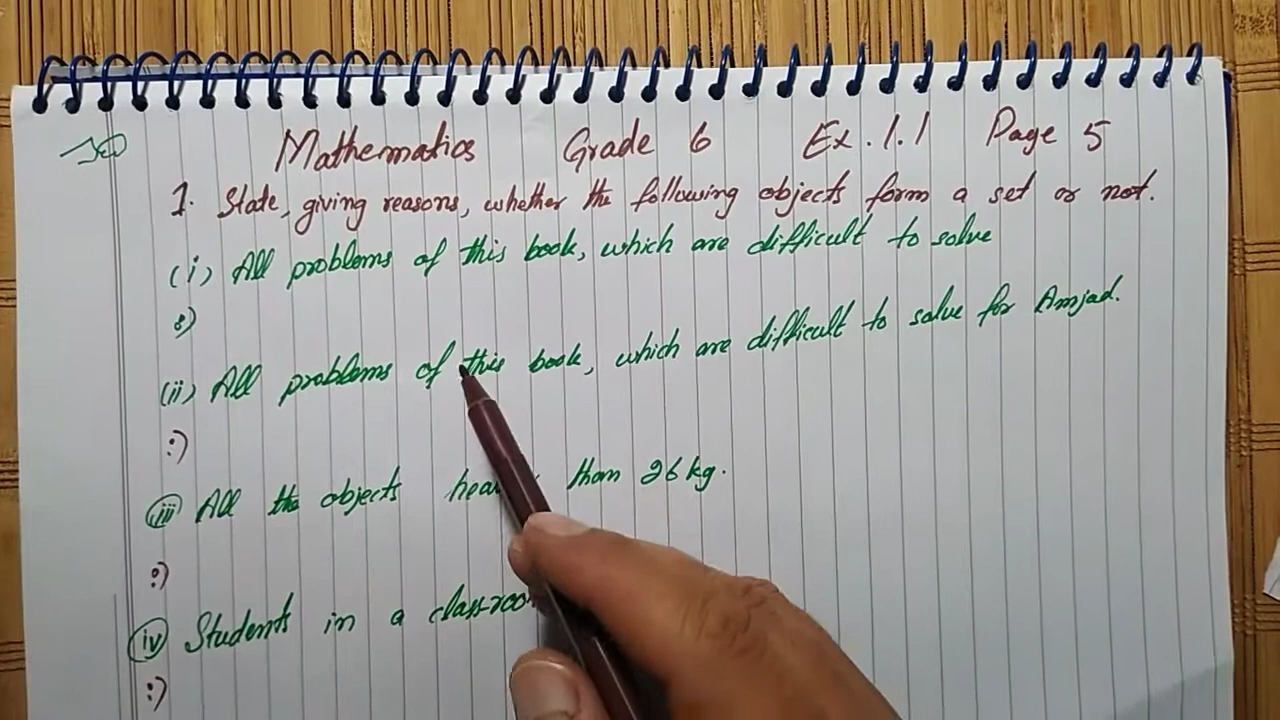 Mathematics Grade 6 Ex.1.1 Page 5
1. State, giving reasons, whether the following objects form a set or not.
(i) All problems of this book, which are difficult to solve
:)
(ii) All problems of this book, which are difficult to solve for Amjad.
:)
(iii) All the objects than 26 kg.
:)
(iv) Students in a
:)